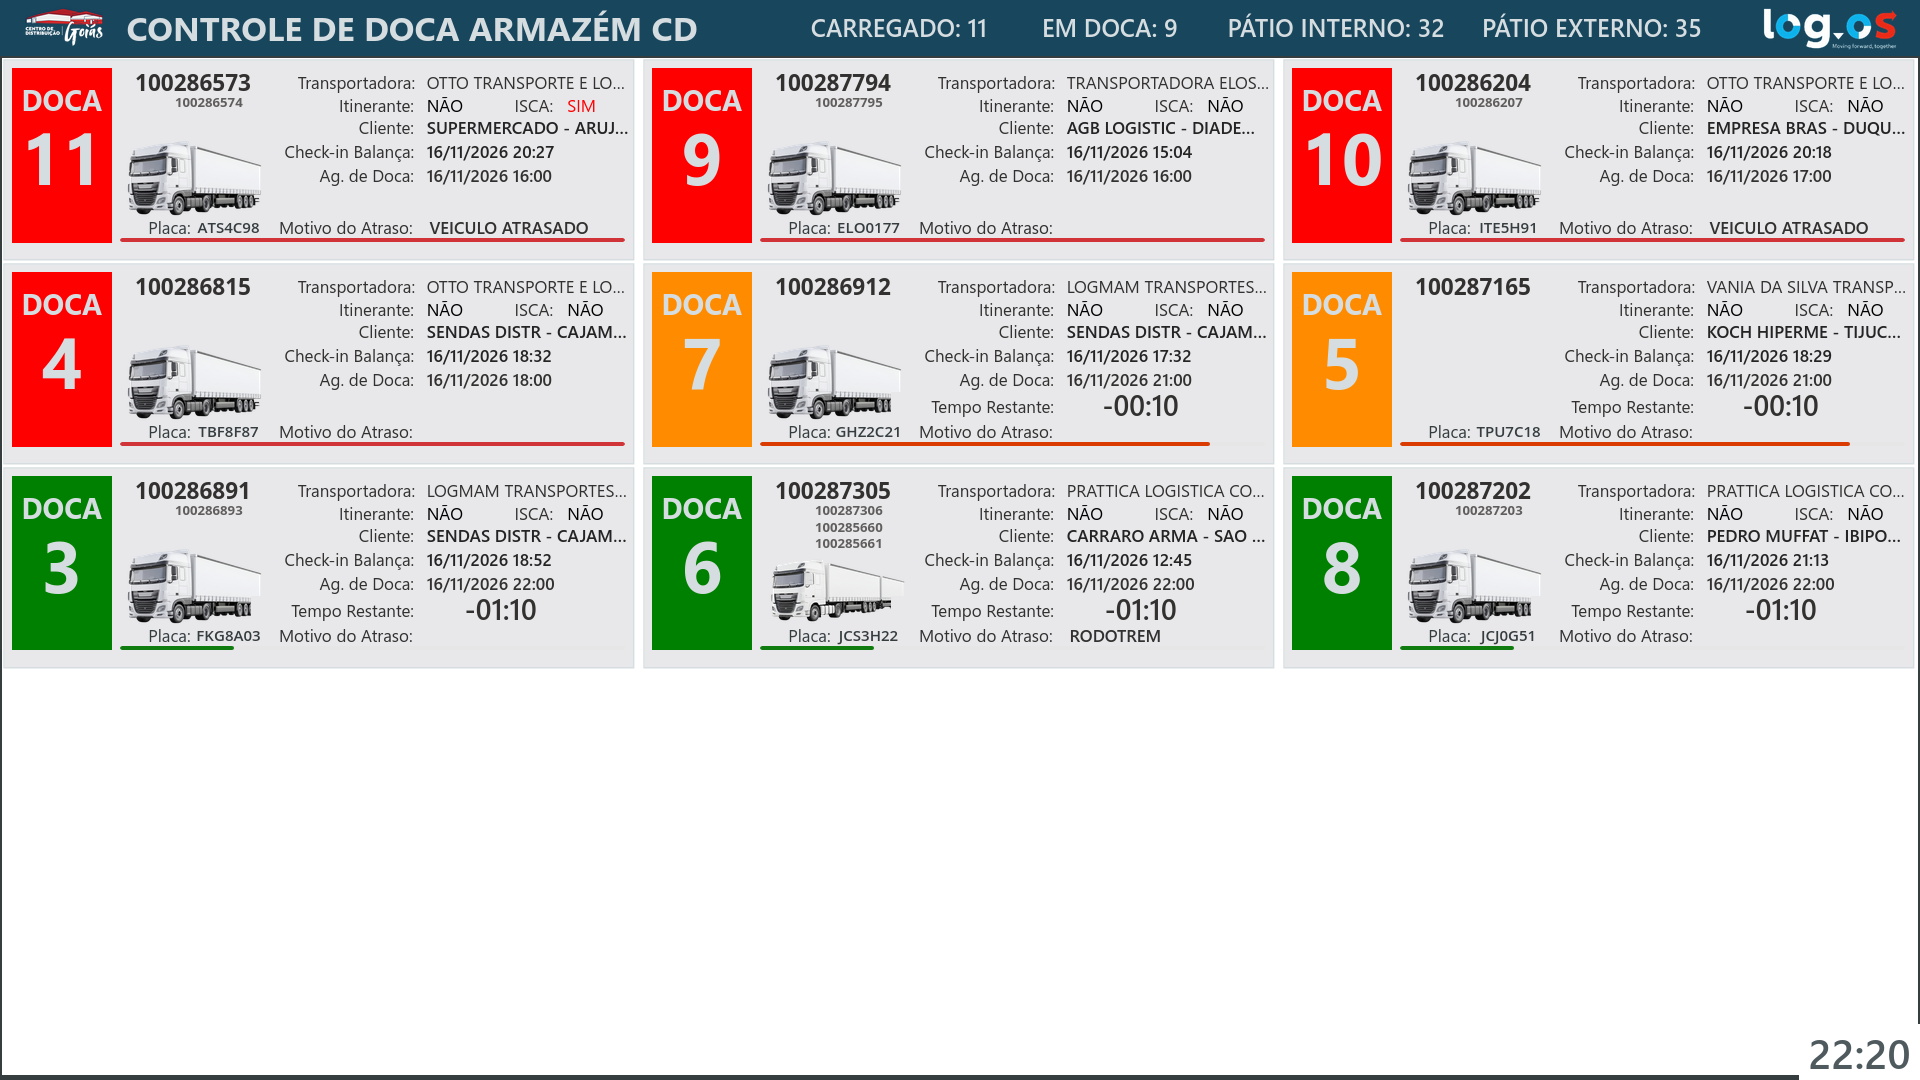 CENTRO DE DISTRIBUIÇÃO Goiás
CONTROLE DE DOCA ARMAZÉM CD
CARREGADO: 11
EM DOCA: 9
PÁTIO INTERNO: 32
PÁTIO EXTERNO: 35
log.os
Moving forward, together
DOCA
11
100286573
100286574
Transportadora: OTTO TRANSPORTE E LO...
Itinerante: NÃO ISCA: SIM
Cliente: SUPERMERCADO - ARUJ...
Check-in Balança: 16/11/2026 20:27
Ag. de Doca: 16/11/2026 16:00
Placa: ATS4C98 Motivo do Atraso: VEICULO ATRASADO
DOCA
9
100287794
100287795
Transportadora: TRANSPORTADORA ELOS...
Itinerante: NÃO ISCA: NÃO
Cliente: AGB LOGISTIC - DIADE...
Check-in Balança: 16/11/2026 15:04
Ag. de Doca: 16/11/2026 16:00
Placa: ELO0177 Motivo do Atraso:
DOCA
10
100286204
100286207
Transportadora: OTTO TRANSPORTE E LO...
Itinerante: NÃO ISCA: NÃO
Cliente: EMPRESA BRAS - DUQU...
Check-in Balança: 16/11/2026 20:18
Ag. de Doca: 16/11/2026 17:00
Placa: ITE5H91 Motivo do Atraso: VEICULO ATRASADO
DOCA
4
100286815
Transportadora: OTTO TRANSPORTE E LO...
Itinerante: NÃO ISCA: NÃO
Cliente: SENDAS DISTR - CAJAM...
Check-in Balança: 16/11/2026 18:32
Ag. de Doca: 16/11/2026 18:00
Placa: TBF8F87 Motivo do Atraso:
DOCA
7
100286912
Transportadora: LOGMAM TRANSPORTES...
Itinerante: NÃO ISCA: NÃO
Cliente: SENDAS DISTR - CAJAM...
Check-in Balança: 16/11/2026 17:32
Ag. de Doca: 16/11/2026 21:00
Tempo Restante: -00:10
Placa: GHZ2C21 Motivo do Atraso:
DOCA
5
100287165
Transportadora: VANIA DA SILVA TRANSP...
Itinerante: NÃO ISCA: NÃO
Cliente: KOCH HIPERME - TIJUC...
Check-in Balança: 16/11/2026 18:29
Ag. de Doca: 16/11/2026 21:00
Tempo Restante: -00:10
Placa: TPU7C18 Motivo do Atraso:
DOCA
3
100286891
100286893
Transportadora: LOGMAM TRANSPORTES...
Itinerante: NÃO ISCA: NÃO
Cliente: SENDAS DISTR - CAJAM...
Check-in Balança: 16/11/2026 18:52
Ag. de Doca: 16/11/2026 22:00
Tempo Restante: -01:10
Placa: FKG8A03 Motivo do Atraso:
DOCA
6
100287305
100287306
100285660
100285661
Transportadora: PRATTICA LOGISTICA CO...
Itinerante: NÃO ISCA: NÃO
Cliente: CARRARO ARMA - SAO ...
Check-in Balança: 16/11/2026 12:45
Ag. de Doca: 16/11/2026 22:00
Tempo Restante: -01:10
Placa: JCS3H22 Motivo do Atraso: RODOTREM
DOCA
8
100287202
100287203
Transportadora: PRATTICA LOGISTICA CO...
Itinerante: NÃO ISCA: NÃO
Cliente: PEDRO MUFFAT - IBIPO...
Check-in Balança: 16/11/2026 21:13
Ag. de Doca: 16/11/2026 22:00
Tempo Restante: -01:10
Placa: JCJ0G51 Motivo do Atraso:
22:20